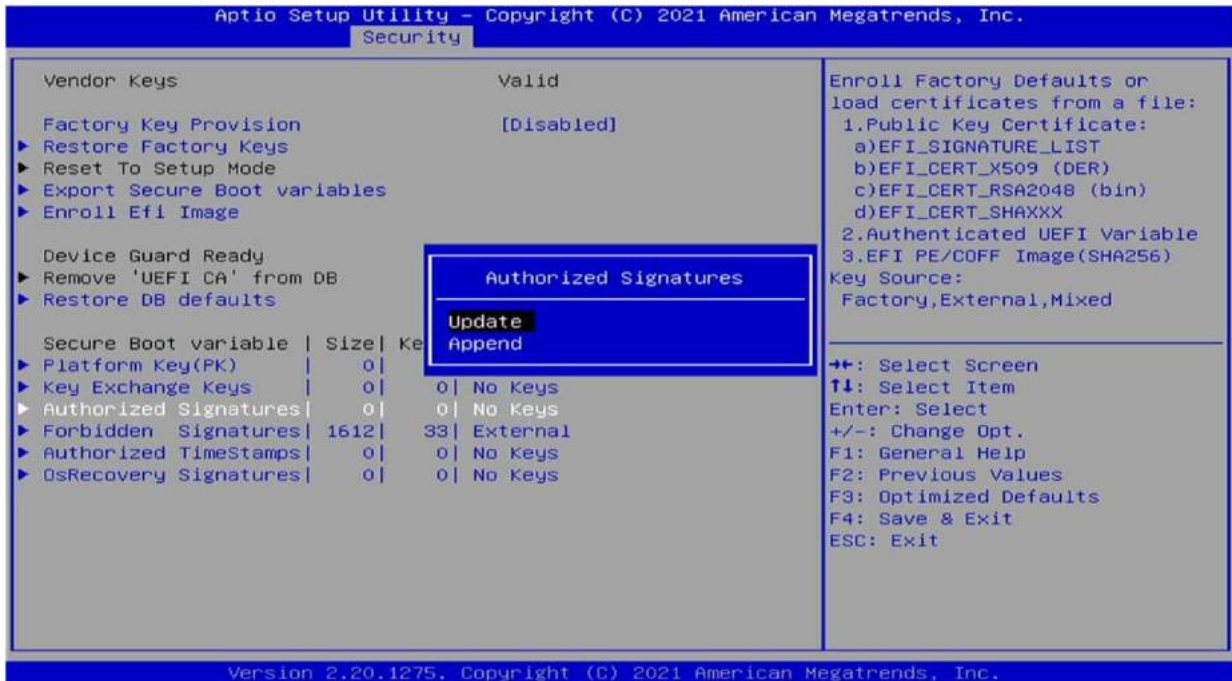 Aptio Setup Utility – Copyright (C) 2021 American Megatrends, Inc.
Security
Vendor Keys Valid
Factory Key Provision [Disabled]
Restore Factory Keys
Reset To Setup Mode
Export Secure Boot variables
Enroll Efi Image
Device Guard Ready
Remove 'UEFI CA' from DB
Restore DB defaults
Secure Boot variable | Size| Ke
Platform Key(PK) | 0|
Key Exchange Keys | 0| 0| No Keys
Authorized Signatures| 0| 0| No Keys
Forbidden Signatures| 1612| 33| External
Authorized TimeStamps| 0| 0| No Keys
OsRecovery Signatures| 0| 0| No Keys
Authorized Signatures
Update
Append
Enroll Factory Defaults or
load certificates from a file:
1.Public Key Certificate:
a)EFI_SIGNATURE_LIST
b)EFI_CERT_X509 (DER)
c)EFI_CERT_RSA2048 (bin)
d)EFI_CERT_SHAXXX
2.Authenticated UEFI Variable
3.EFI PE/COFF Image(SHA256)
Key Source:
Factory,External,Mixed
→←: Select Screen
↑↓: Select Item
Enter: Select
+/-: Change Opt.
F1: General Help
F2: Previous Values
F3: Optimized Defaults
F4: Save & Exit
ESC: Exit
Version 2.20.1275. Copyright (C) 2021 American Megatrends, Inc.